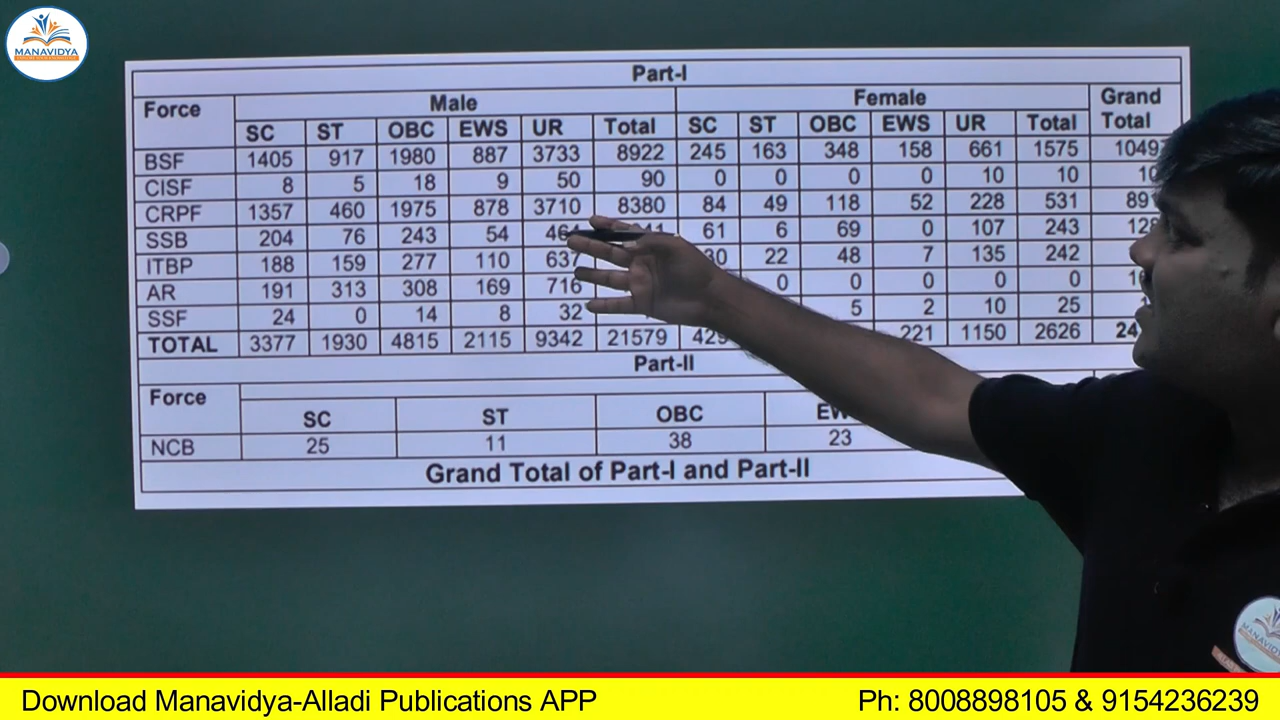 MANAVIDYA
Part-I
Force Male Female Grand Total
SC ST OBC EWS UR Total SC ST OBC EWS UR Total
BSF 1405 917 1980 887 3733 8922 245 163 348 158 661 1575
CISF 8 5 18 9 50 90 0 0 0 0 10 10
CRPF 1357 460 1975 878 3710 8380 84 49 118 52 228 531
SSB 204 76 243 54 61 6 69 0 107 243
ITBP 188 159 277 110 637 22 48 7 135 242
AR 191 313 308 169 716 0 0 0 0 0
SSF 24 0 14 8 32 5 2 10 25
TOTAL 3377 1930 4815 2115 9342 21579 221 1150 2626
Part-II
Force
SC ST OBC
NCB 25 11 38 23
Grand Total of Part-I and Part-II
MANAVIDYA
Download Manavidya-Alladi Publications APP Ph: 8008898105 & 9154236239